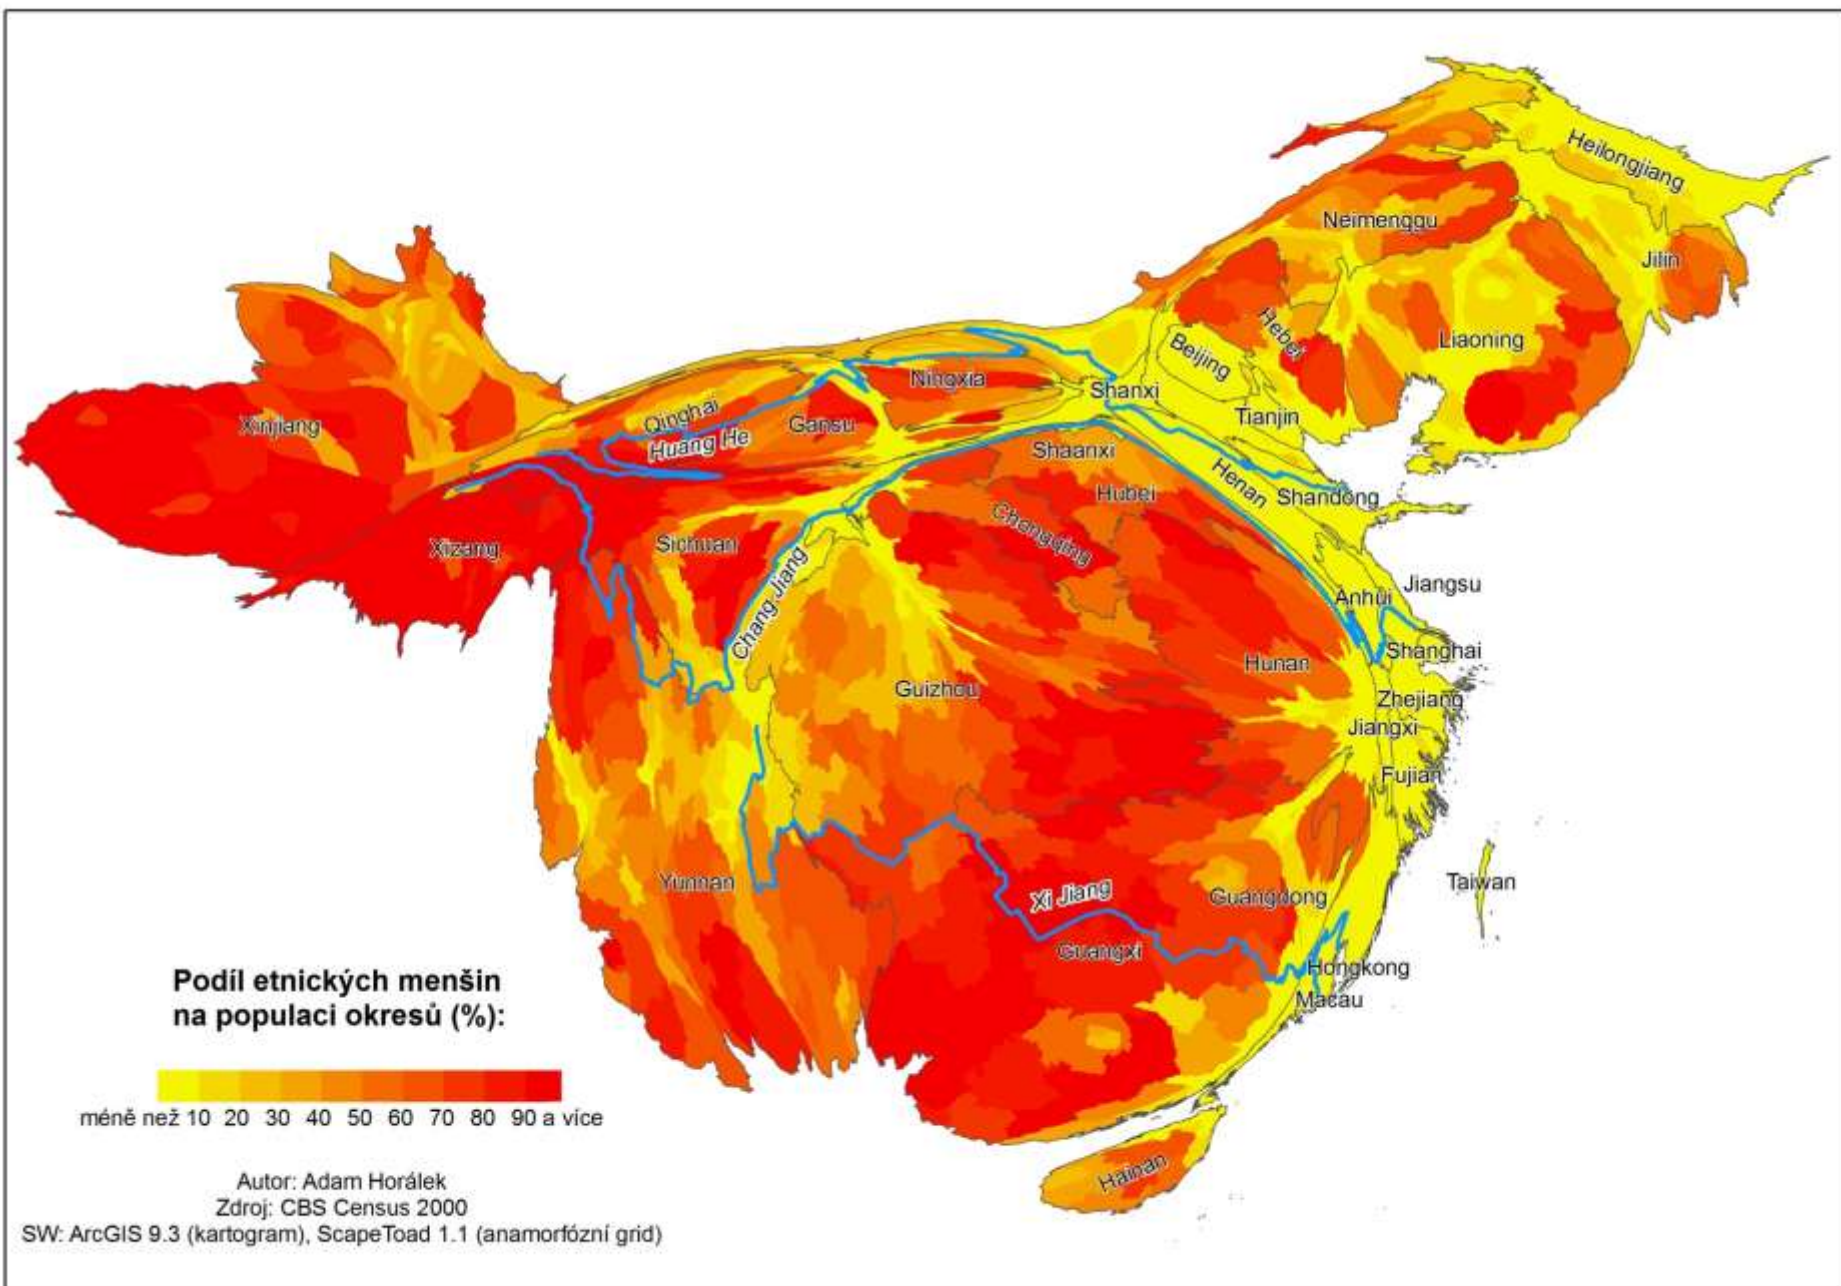 Heilongjiang
Neimenggu
Jilin
Hebei
Liaoning
Beijing
Ningxia
Shanxi
Qinghai
Tianjin
Xinjiang
Gansu
Huang He
Shaanxi
Henan
Hubei
Shandong
Chongqing
Xizang
Sichuan
Jiangsu
Chang Jiang
Anhui
Shanghai
Hunan
Guizhou
Zhejiang
Jiangxi
Fujian
Yunnan
Xi Jiang
Guangdong
Taiwan
Guangxi
Hongkong
Macau
Hainan
Podíl etnických menšin
na populaci okresů (%):
méně než 10 20 30 40 50 60 70 80 90 a více
Autor: Adam Horálek
Zdroj: CBS Census 2000
SW: ArcGIS 9.3 (kartogram), ScapeToad 1.1 (anamorfózní grid)